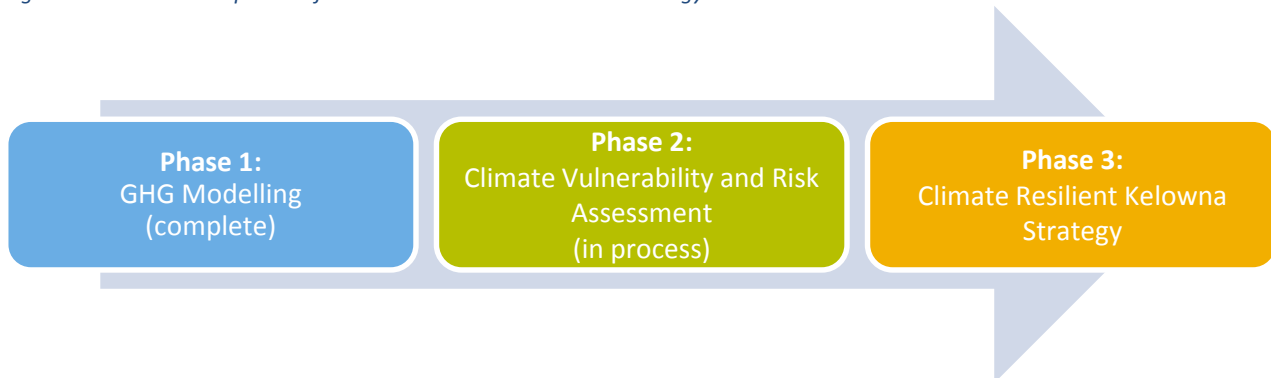 Phase 1:
GHG Modelling
(complete)
Phase 2:
Climate Vulnerability and Risk
Assessment
(in process)
Phase 3:
Climate Resilient Kelowna
Strategy